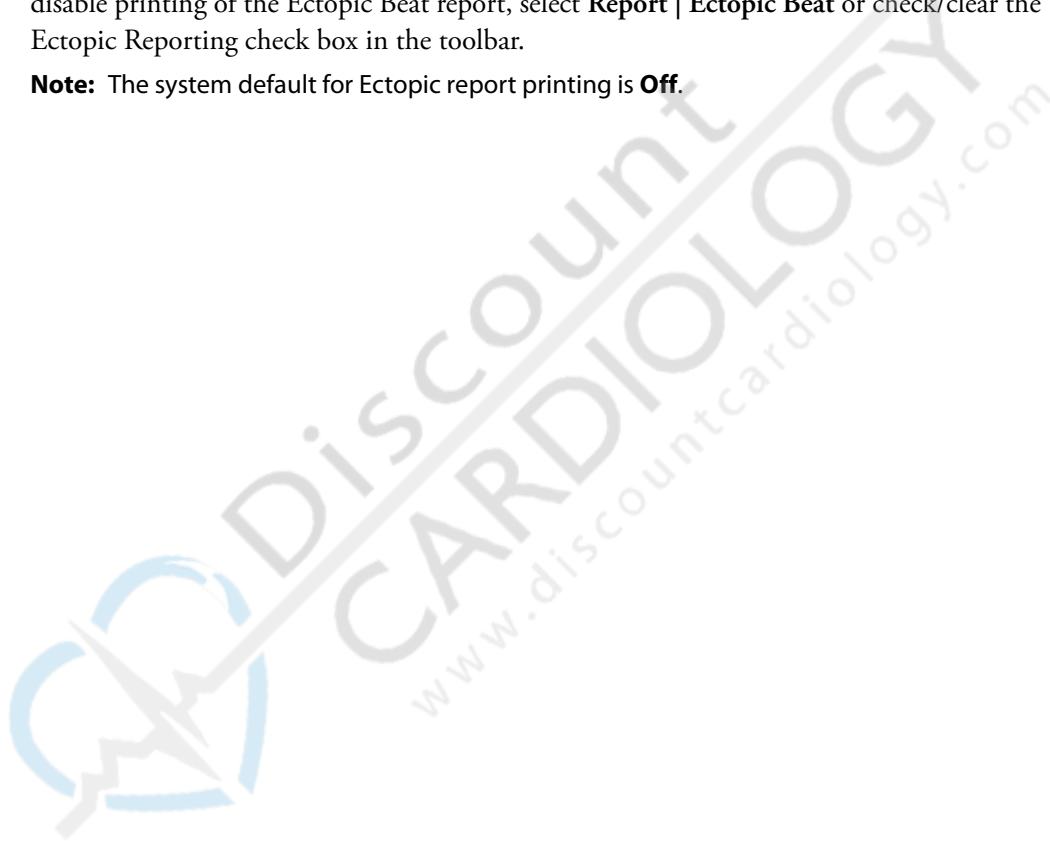 disable printing of the Ectopic Beat report, select Report | Ectopic Beat or check/clear the
Ectopic Reporting check box in the toolbar.
Note: The system default for Ectopic report printing is Off.
Discount
CARDIOLOGY
www.discountcardiology.com